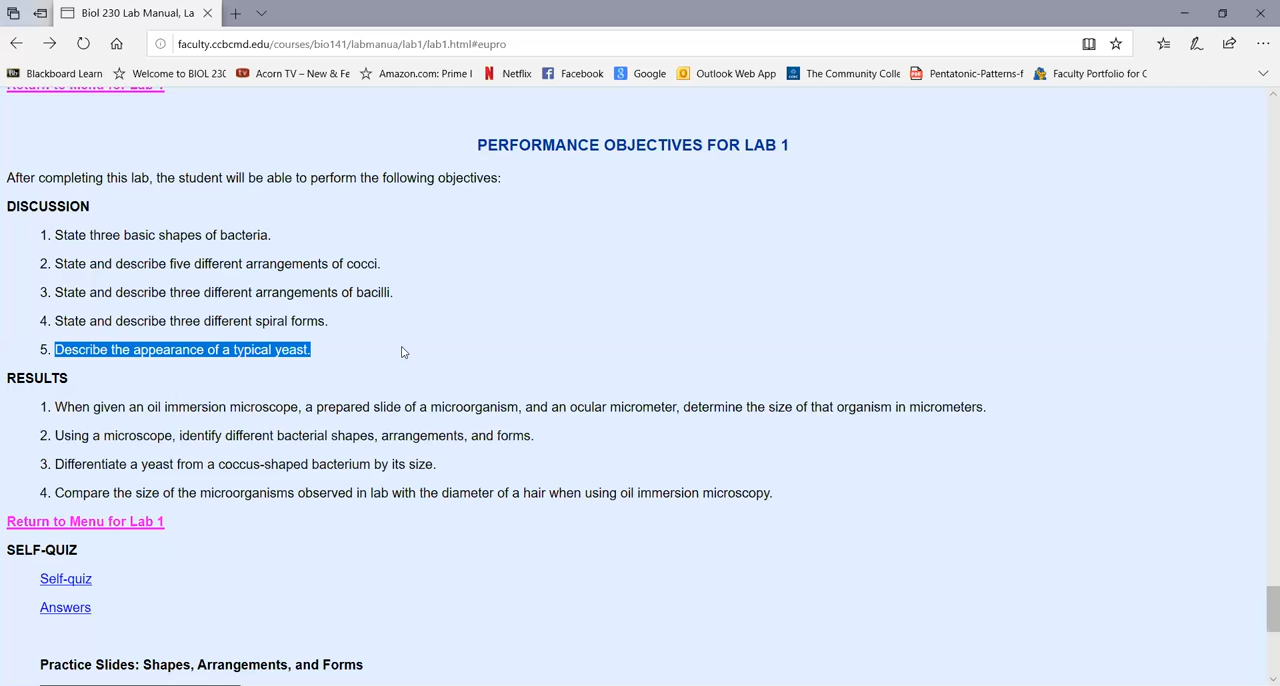 Biol 230 Lab Manual, La
faculty.ccbcmd.edu/courses/bio141/labmanua/lab1/lab1.html#eupro
Blackboard Learn Welcome to BIOL 230 Acorn TV – New & Fe Amazon.com: Prime I Netflix Facebook Google Outlook Web App The Community Colle Pentatonic-Patterns-f Faculty Portfolio for C
Return to Menu for Lab 1
PERFORMANCE OBJECTIVES FOR LAB 1
After completing this lab, the student will be able to perform the following objectives:
DISCUSSION
1. State three basic shapes of bacteria.
2. State and describe five different arrangements of cocci.
3. State and describe three different arrangements of bacilli.
4. State and describe three different spiral forms.
5. Describe the appearance of a typical yeast.
RESULTS
1. When given an oil immersion microscope, a prepared slide of a microorganism, and an ocular micrometer, determine the size of that organism in micrometers.
2. Using a microscope, identify different bacterial shapes, arrangements, and forms.
3. Differentiate a yeast from a coccus-shaped bacterium by its size.
4. Compare the size of the microorganisms observed in lab with the diameter of a hair when using oil immersion microscopy.
Return to Menu for Lab 1
SELF-QUIZ
Self-quiz
Answers
Practice Slides: Shapes, Arrangements, and Forms